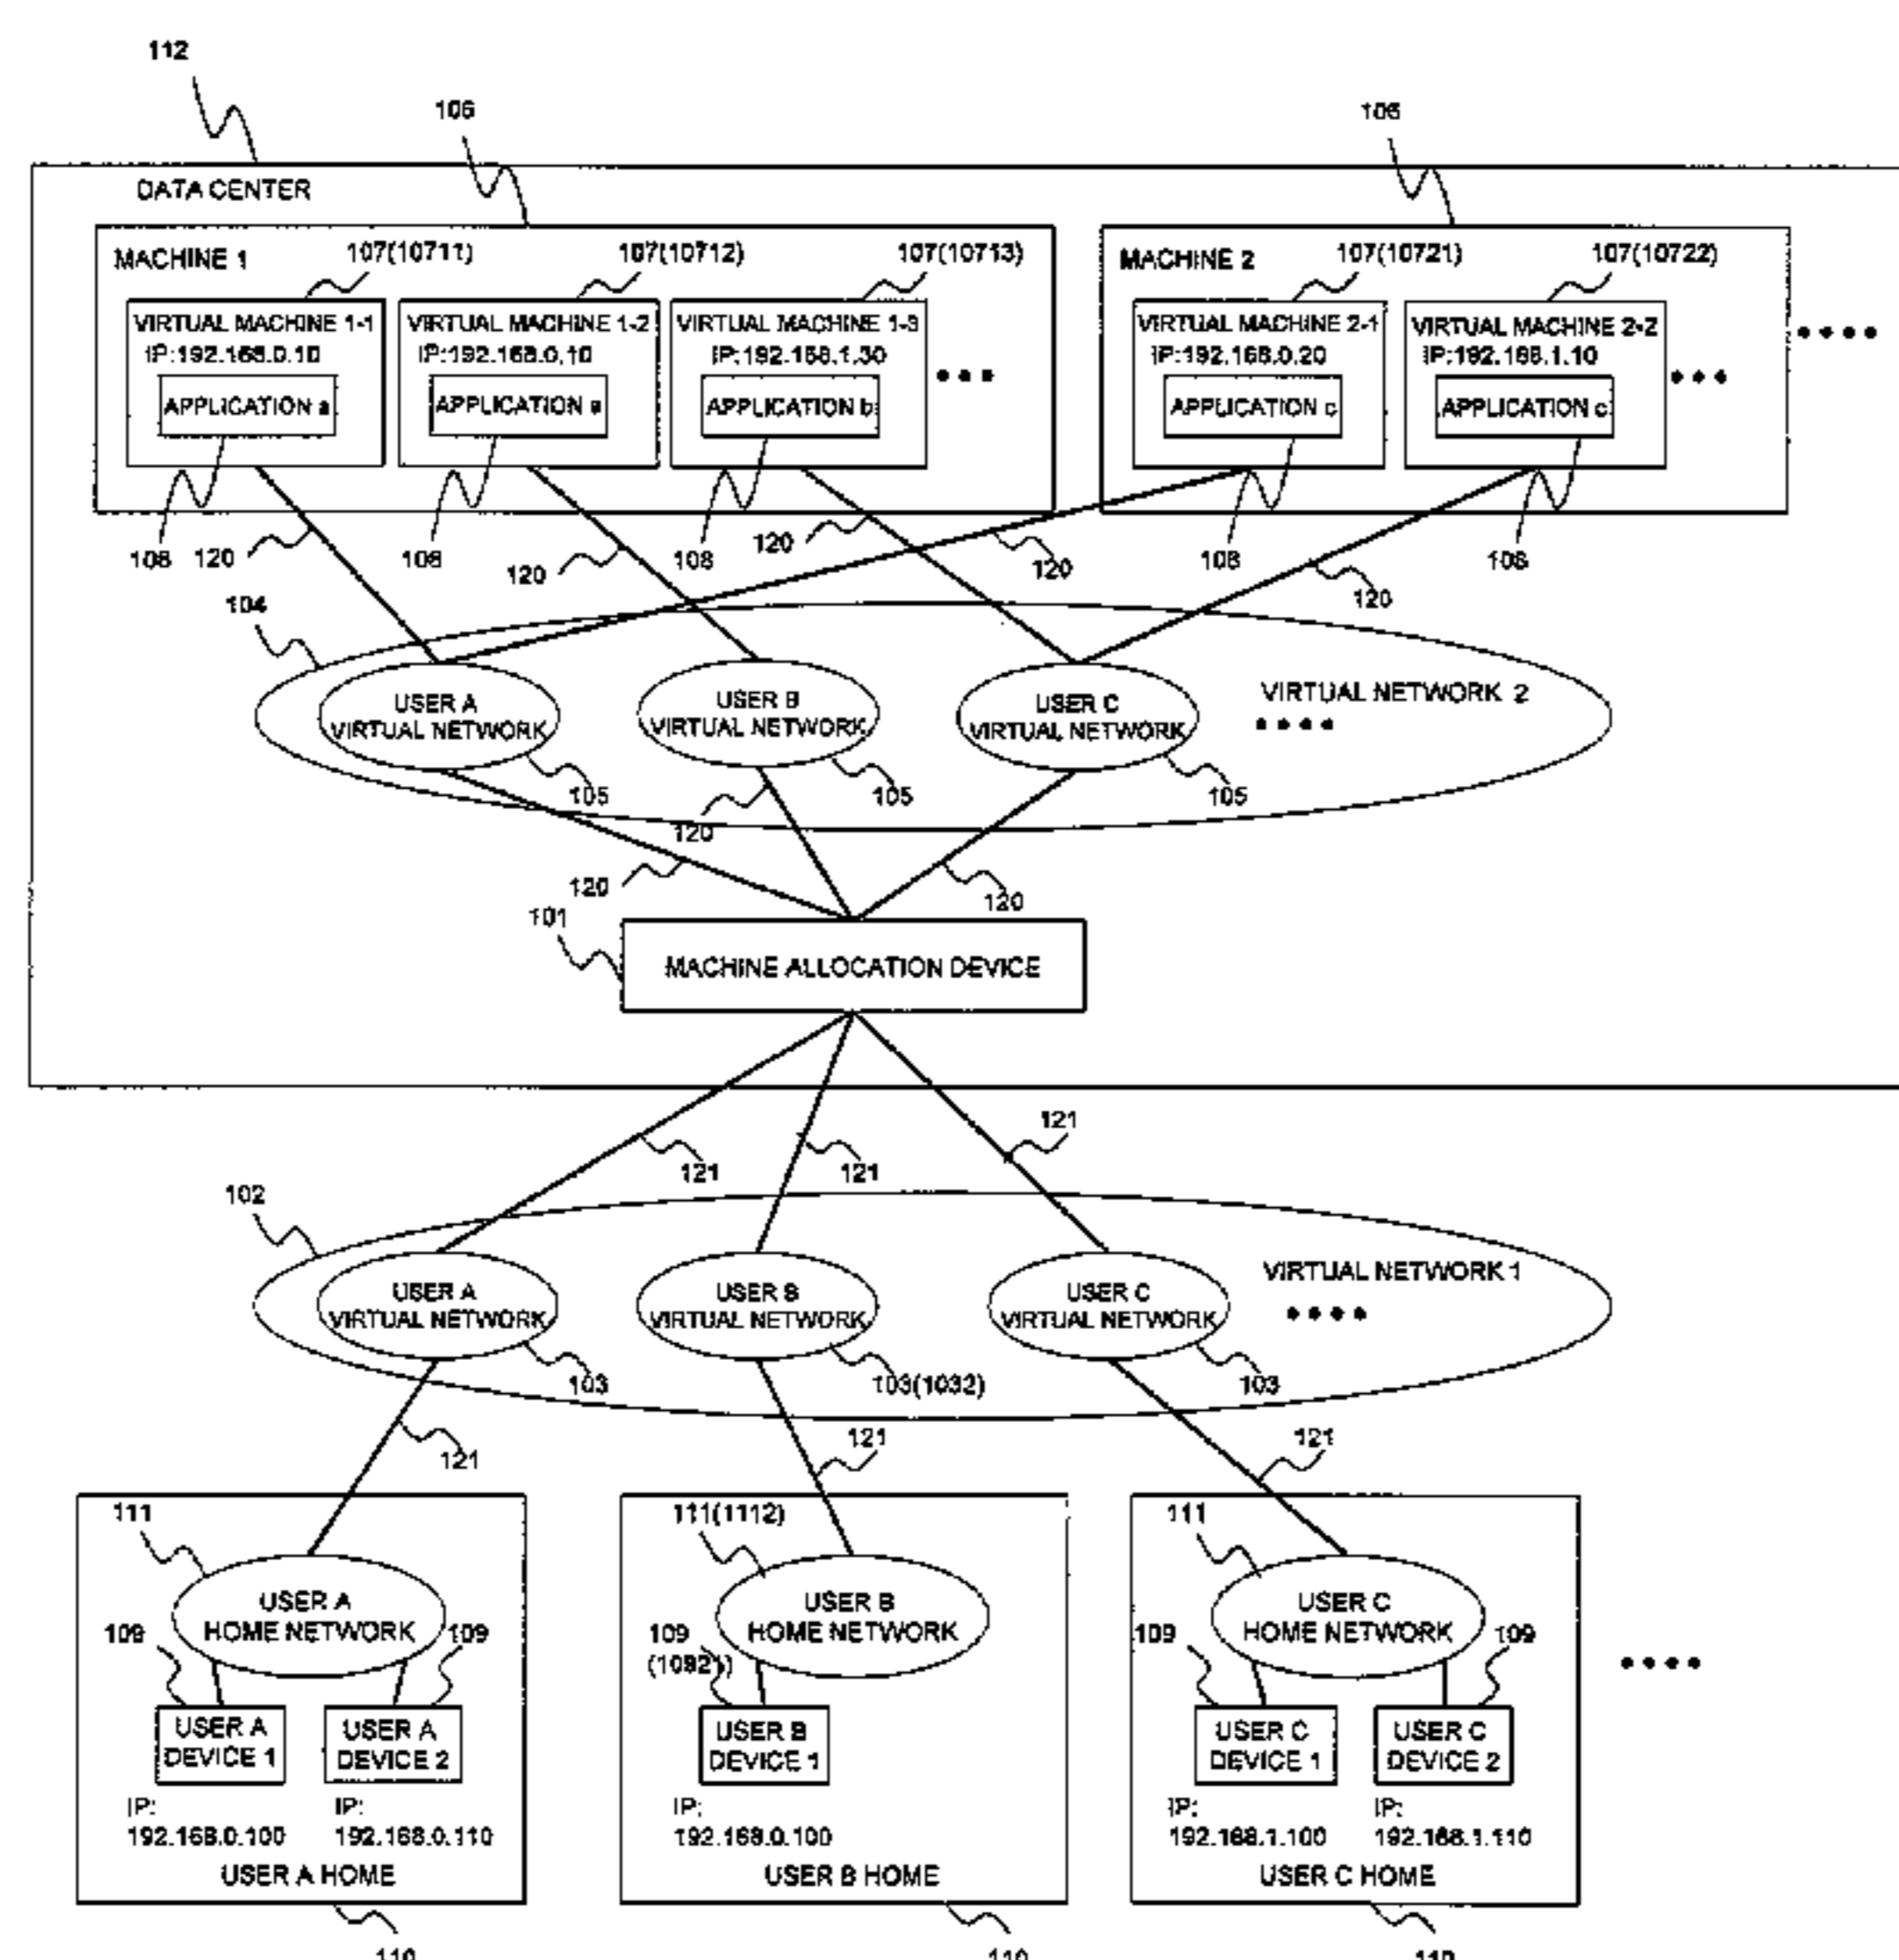 112
106
106
DATA CENTER
MACHINE 1
107(10711)
107(10712)
107(10713)
MACHINE 2
107(10721)
107(10722)
VIRTUAL MACHINE 1-1
IP:192.168.0.10
APPLICATION a
VIRTUAL MACHINE 1-2
IP:192.168.0.10
APPLICATION a
VIRTUAL MACHINE 1-3
IP:192.168.1.30
APPLICATION b
VIRTUAL MACHINE 2-1
IP:192.168.0.20
APPLICATION c
VIRTUAL MACHINE 2-2
IP:192.168.1.10
APPLICATION c
108
120
108
120
108
120
120
108
120
108
104
USER A
VIRTUAL NETWORK
USER B
VIRTUAL NETWORK
USER C
VIRTUAL NETWORK
VIRTUAL NETWORK 2
105
105
105
120
120
120
101
MACHINE ALLOCATION DEVICE
121
121
121
102
USER A
VIRTUAL NETWORK
USER B
VIRTUAL NETWORK
USER C
VIRTUAL NETWORK
VIRTUAL NETWORK 1
103
103(1032)
103
121
121
121
111
USER A
HOME NETWORK
109
109
USER A
DEVICE 1
USER A
DEVICE 2
IP:
192.168.0.100
IP:
192.168.0.110
USER A HOME
110
111(1112)
USER B
HOME NETWORK
109
(10921)
USER B
DEVICE 1
IP:
192.168.0.100
USER B HOME
110
111
USER C
HOME NETWORK
109
109
USER C
DEVICE 1
USER C
DEVICE 2
IP:
192.168.1.100
IP:
192.168.1.110
USER C HOME
110